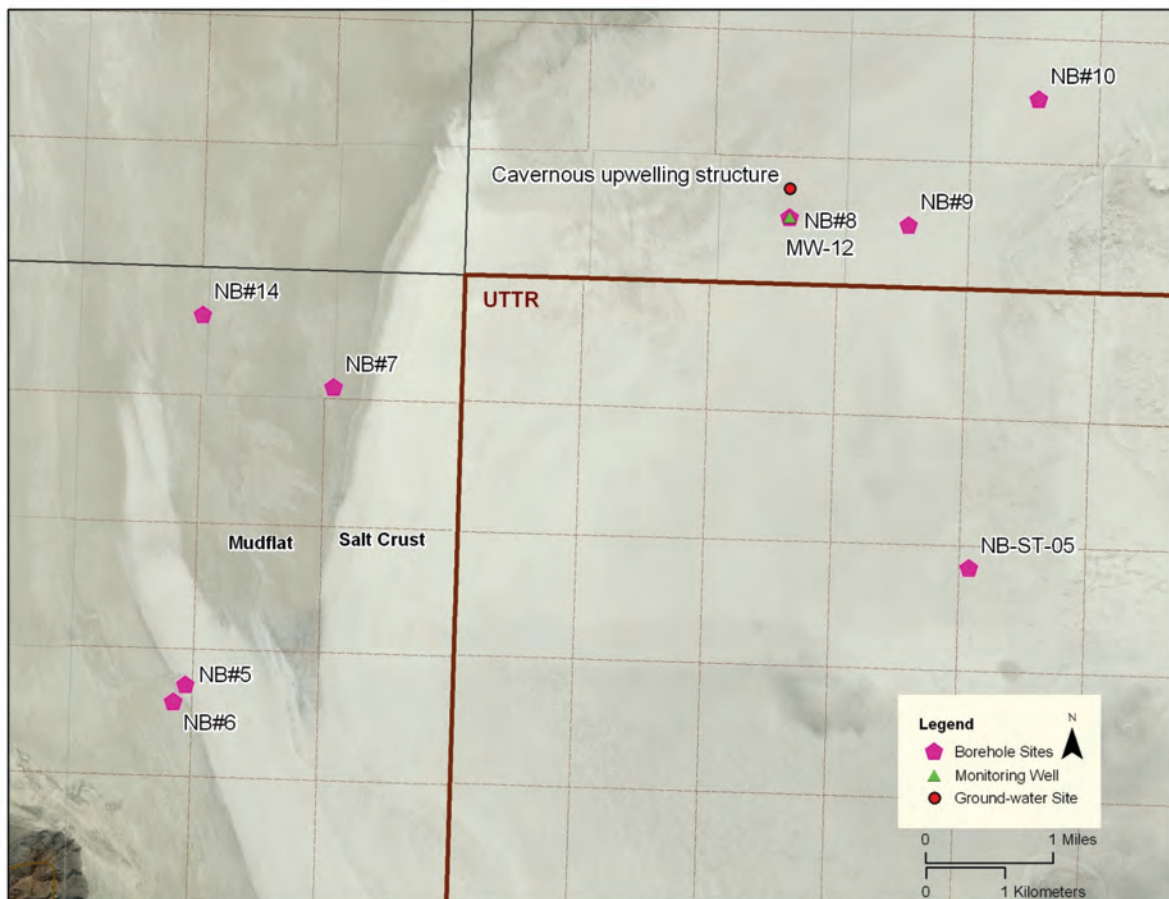 NB#10
Cavernous upwelling structure
NB#9
NB#8
MW-12
NB#14
UTTR
NB#7
Mudflat
Salt Crust
NB-ST-05
NB#5
NB#6
Legend
N
Borehole Sites
Monitoring Well
Ground-water Site
0 1 Miles
0 1 Kilometers